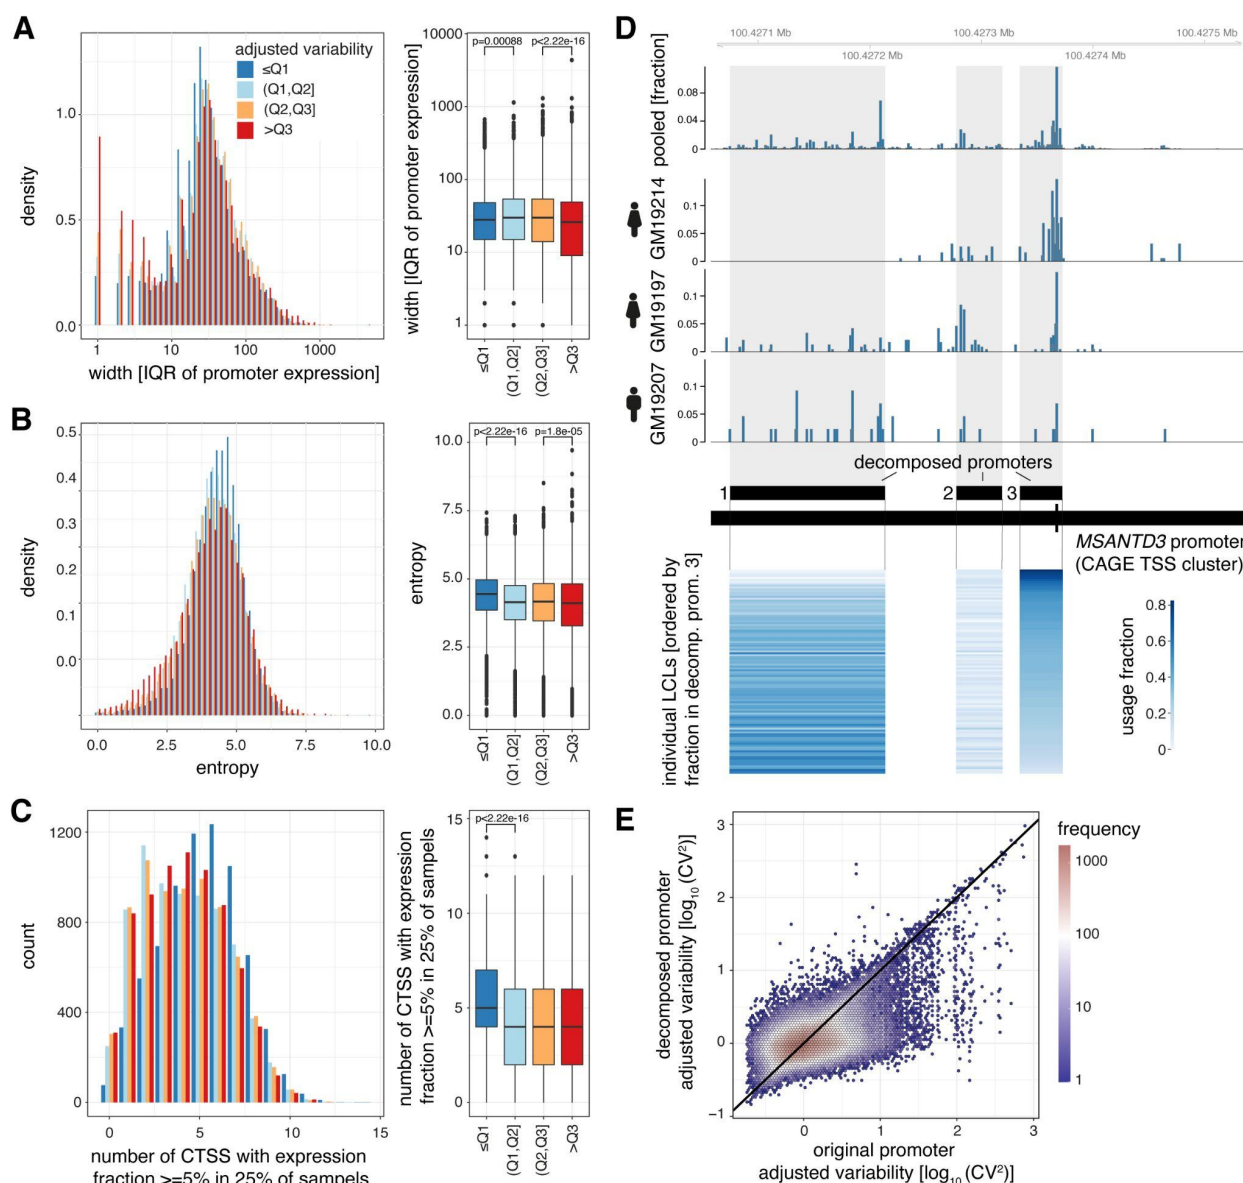 A
adjusted variability
≤Q1
(Q1,Q2]
(Q2,Q3]
>Q3
density
1.0
0.5
0.0
1
10
100
1000
width [IQR of promoter expression]
width [IQR of promoter expression]
p=0.00088
p<2.22e-16
10000
1000
100
10
1
≤Q1
(Q1,Q2]
(Q2,Q3]
>Q3
B
density
0.5
0.4
0.3
0.2
0.1
0.0
0.0
2.5
5.0
7.5
10.0
entropy
entropy
p<2.22e-16
p=1.8e-05
10.0
7.5
5.0
2.5
0.0
≤Q1
(Q1,Q2]
(Q2,Q3]
>Q3
C
count
1200
800
400
0
0
5
10
15
number of CTSS with expression
fraction >=5% in 25% of sampels
number of CTSS with expression
fraction >=5% in 25% of sampels
p<2.22e-16
15
10
5
0
≤Q1
(Q1,Q2]
(Q2,Q3]
>Q3
D
100.4271 Mb
100.4273 Mb
100.4275 Mb
100.4272 Mb
100.4274 Mb
pooled [fraction]
0.08
0.04
0
GM19214
0.1
0.05
0
GM19197
0.1
0.05
0
GM19207
0.1
0.05
0
decomposed promoters
1
2
3
MSANTD3 promoter
(CAGE TSS cluster)
individual LCLs [ordered by
fraction in decomp. prom. 3]
usage fraction
0.8
0.6
0.4
0.2
0
E
decomposed promoter
adjusted variability [log10 (CV²)]
3
2
1
0
−1
0
1
2
3
original promoter
adjusted variability [log10 (CV²)]
frequency
1000
100
10
1